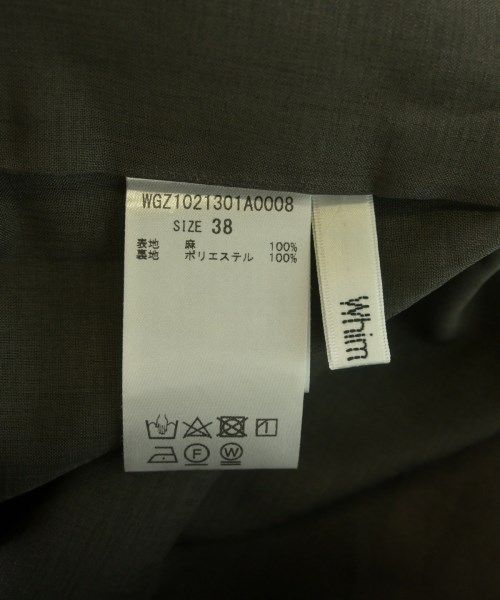 WGZ1021301A0008
SIZE 38
表地 麻 100%
裏地 ポリエステル 100%
F
W
Whim